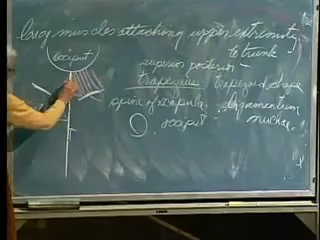 large muscles attaching upper extremity
to trunk
occiput
superior posterior -
trapezius - trapezoid shape
spine of scapula. ligamentum
occiput - nuchae.